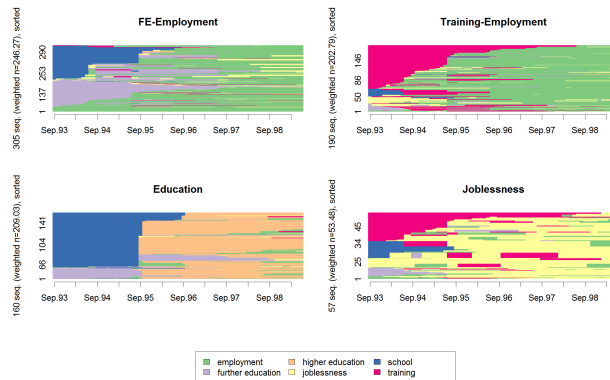 FE-Employment
305 seq. (weighted n=246.27), sorted
1 137 253 290
Sep.93 Sep.94 Sep.95 Sep.96 Sep.97 Sep.98
Training-Employment
190 seq. (weighted n=202.79), sorted
1 50 86 146
Sep.93 Sep.94 Sep.95 Sep.96 Sep.97 Sep.98
Education
160 seq. (weighted n=209.03), sorted
1 66 104 141
Sep.93 Sep.94 Sep.95 Sep.96 Sep.97 Sep.98
Joblessness
57 seq. (weighted n=53.48), sorted
1 25 34 45
Sep.93 Sep.94 Sep.95 Sep.96 Sep.97 Sep.98
employment higher education school
further education joblessness training